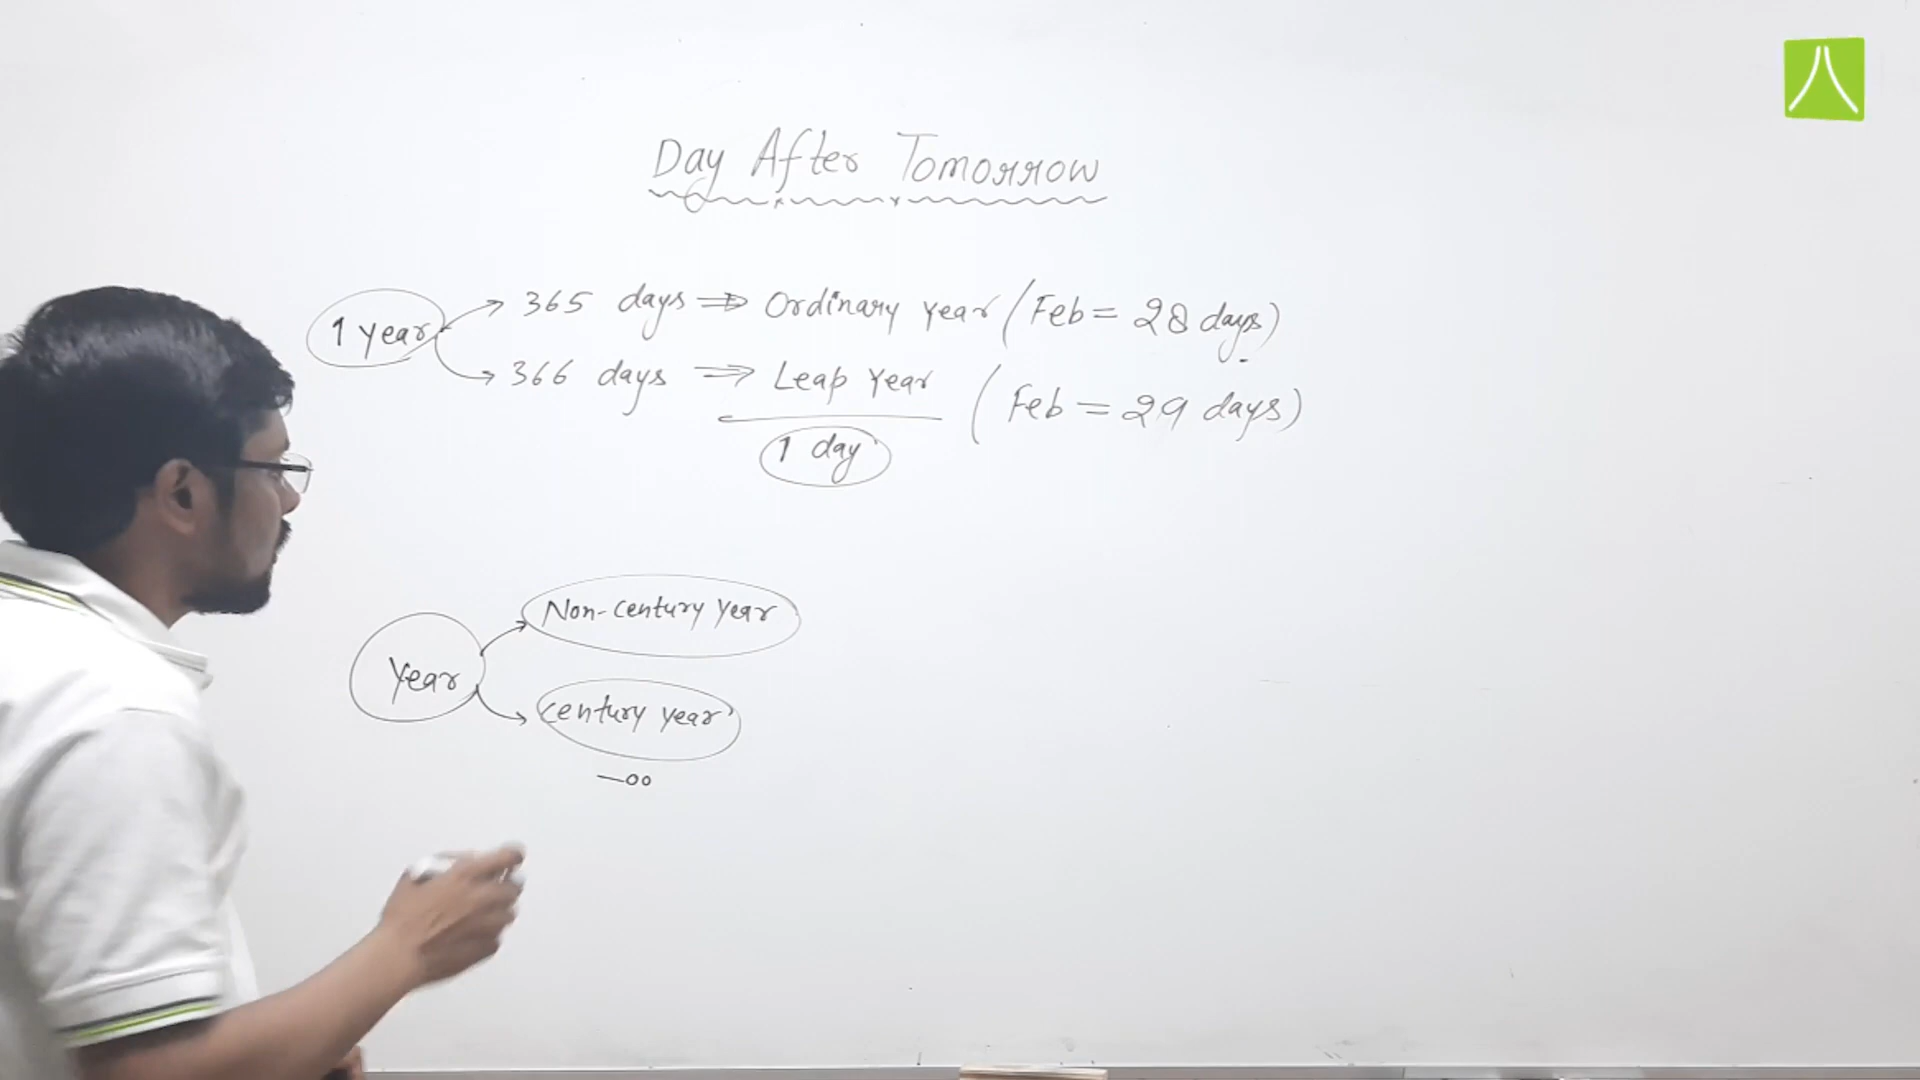 Day After Tomorrow
1 year → 365 days ⇒ Ordinary year (Feb = 28 days)
→ 366 days ⇒ Leap year (Feb = 29 days)
1 day
Year → Non-century year
→ century year
—00